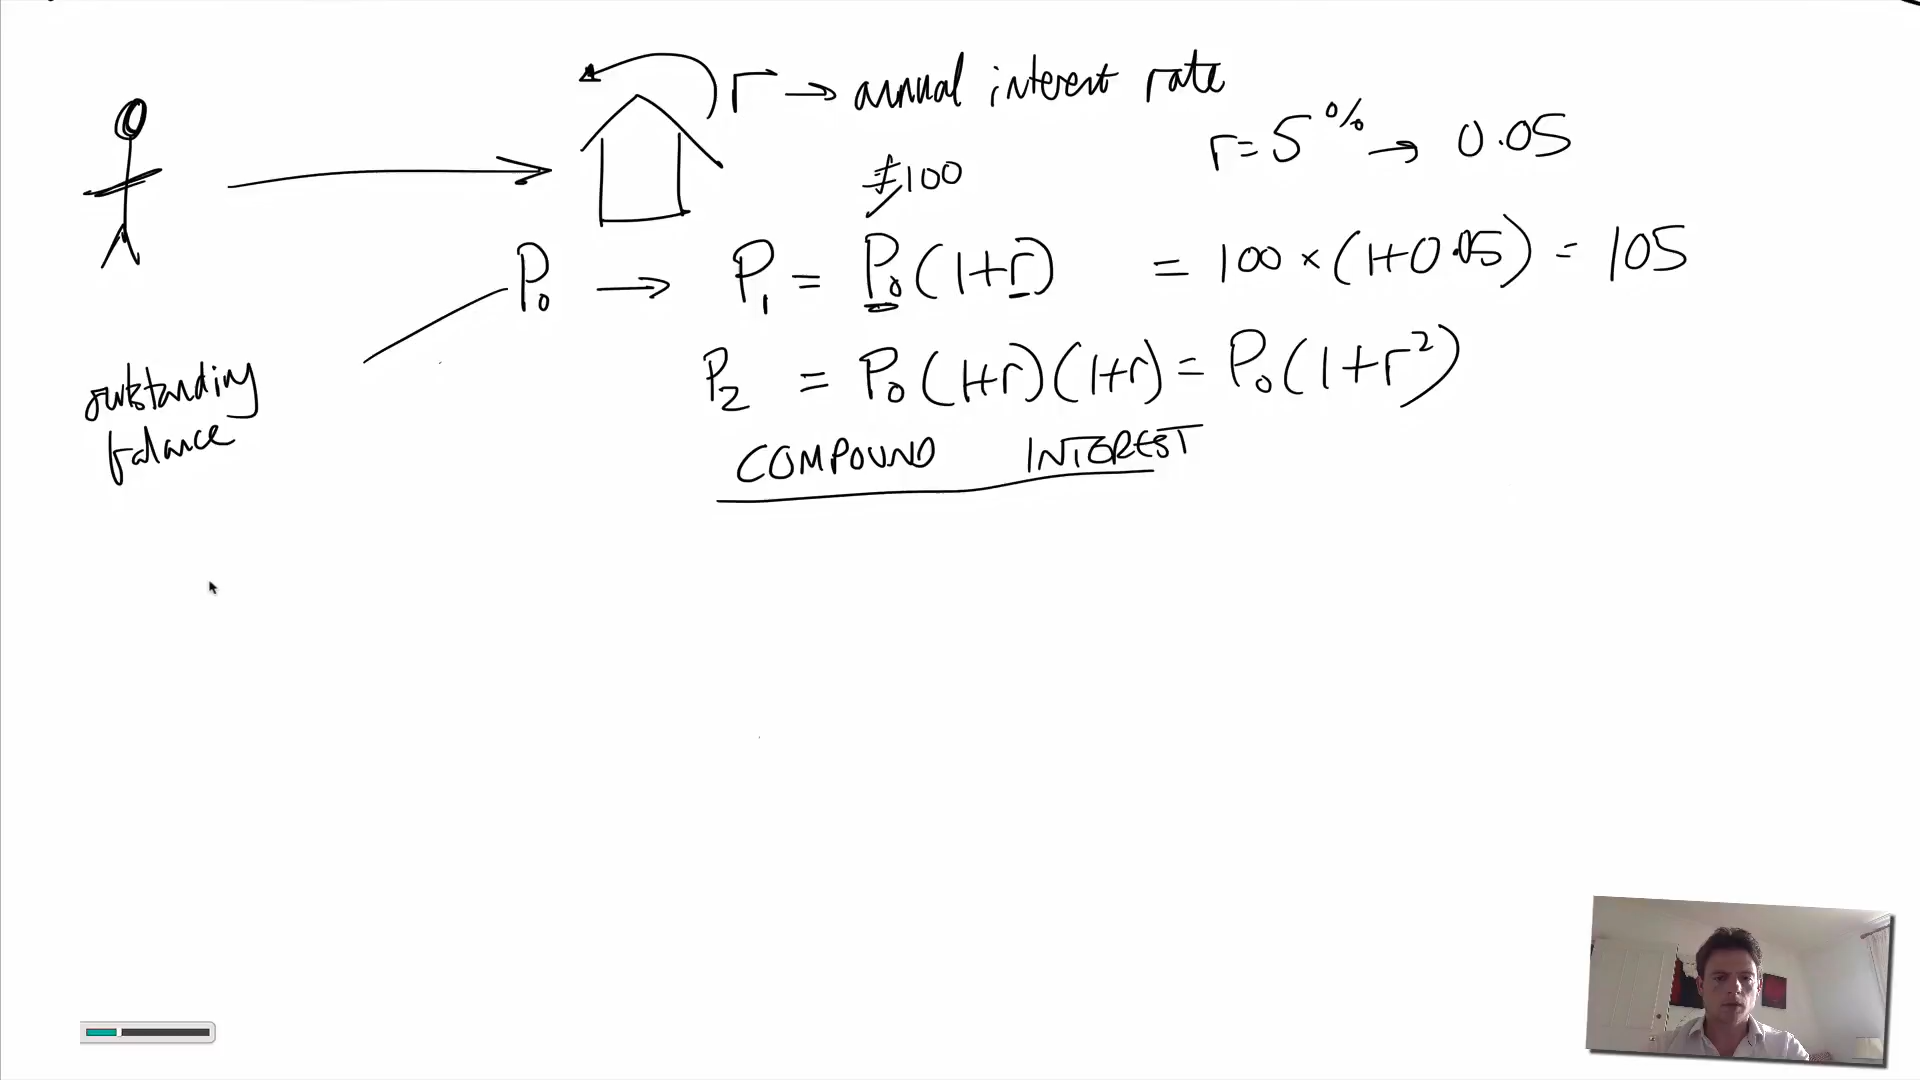 r → annual interest rate
r = 5% → 0.05
£100
P₀ → P₁ = P₀(1+r) = 100 × (1+0.05) = 105
P₂ = P₀(1+r)(1+r) = P₀(1+r²)
outstanding
balance
COMPOUND INTEREST